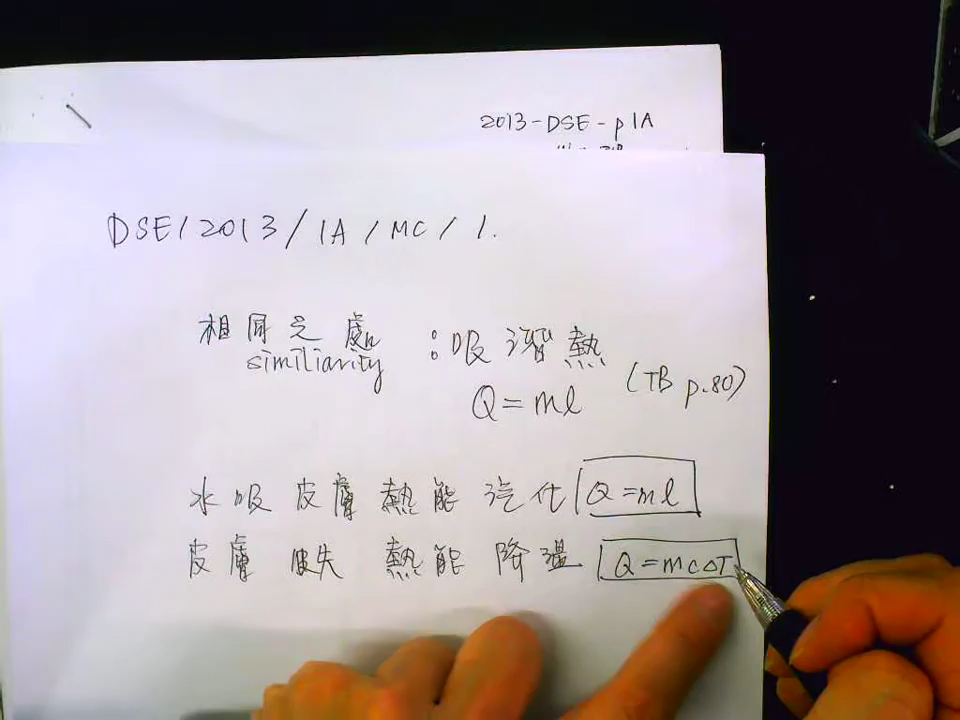 2013-DSE-p1A
DSE/2013/1A/MC/1.
相同之處 : 吸潛熱
similiarity
Q=ml (TB p.80)
水吸皮膚熱能汽化 Q=ml
皮膚失熱能降溫 Q=mcΔT